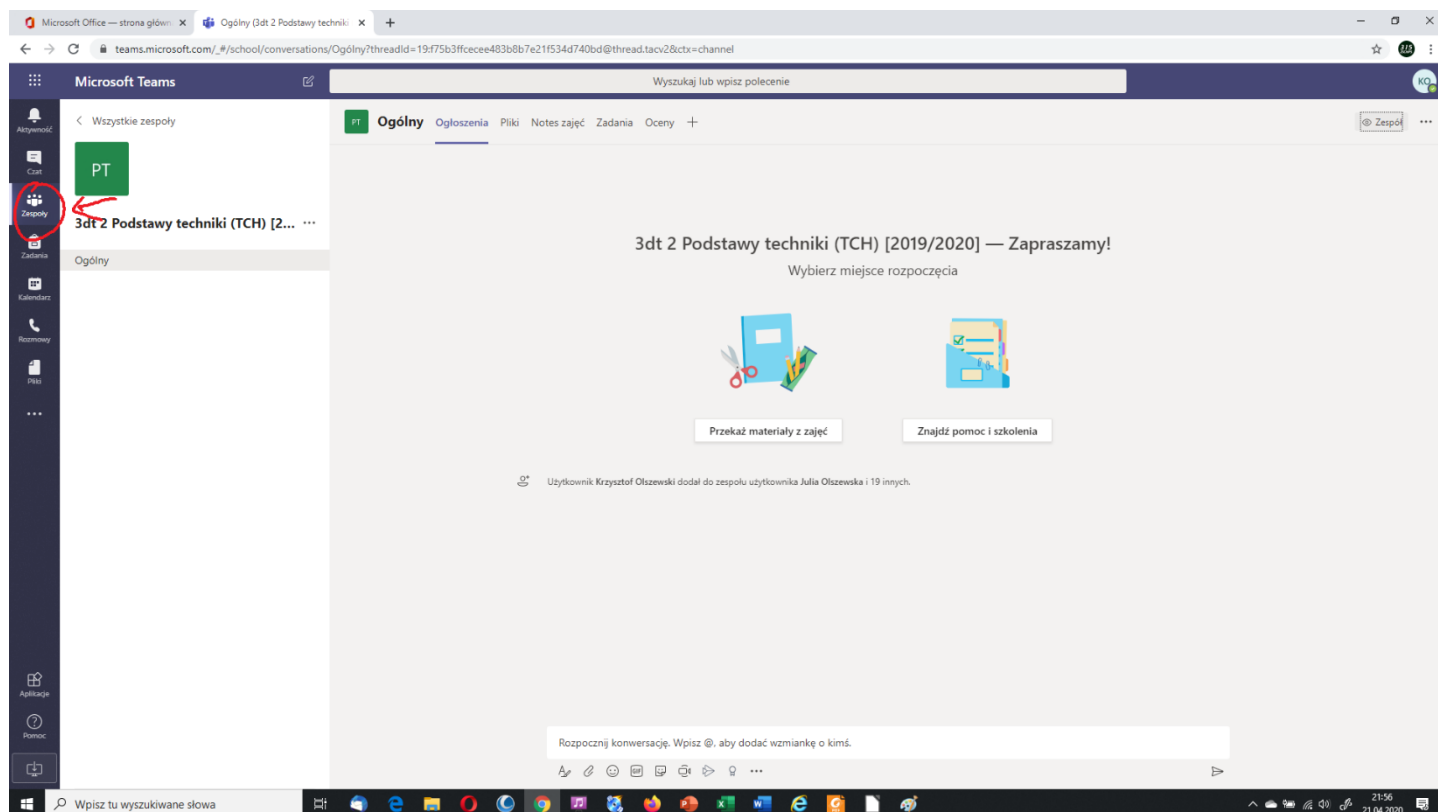 Microsoft Office — strona główn
Ogólny (3dt 2 Podstawy techniki
teams.microsoft.com/_#/school/conversations/Ogólny?threadId=19:f75b3ffcecee483b8b7e21f534d740bd@thread.tacv2&ctx=channel
Microsoft Teams
Wyszukaj lub wpisz polecenie
KO
Aktywność
Czat
Zespoły
Zadania
Kalendarz
Rozmowy
Pliki
Aplikacje
Pomoc
Wszystkie zespoły
PT
3dt 2 Podstawy techniki (TCH) [2...
Ogólny
PT Ogólny Ogłoszenia Pliki Notes zajęć Zadania Oceny
Zespół
3dt 2 Podstawy techniki (TCH) [2019/2020] — Zapraszamy!
Wybierz miejsce rozpoczęcia
Przekaż materiały z zajęć
Znajdź pomoc i szkolenia
Użytkownik Krzysztof Olszewski dodał do zespołu użytkownika Julia Olszewska i 19 innych.
Rozpocznij konwersację. Wpisz @, aby dodać wzmiankę o kimś.
GIF
Wpisz tu wyszukiwane słowa
21:56
21.04.2020